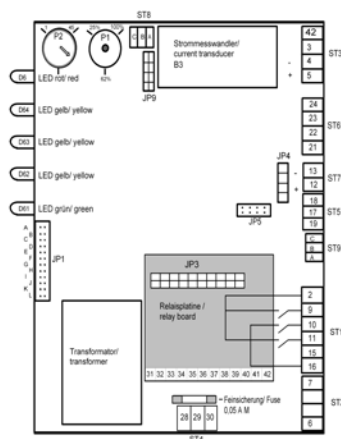 ST8
P2
1
45
P1
25%
100%
62%
C B A
JP9
Strommesswandler/
current transducer
B3
42
3
4
5
-
+
ST3
D6
LED rot/ red
D64
LED gelb/ yellow
D63
LED gelb/ yellow
D62
LED gelb/ yellow
D61
LED grün/ green
24
23
22
21
ST6
JP4
-
+
13
12
ST7
JP5
18
17
19
ST5
C
B
A
ST9
A
B
C
D
E
F
G
H
I
J
K
L
JP1
JP3
Relaisplatine /
relay board
31 32 33 34 35 36 37 38 39 40 41 42
Transformator/
transformer
2
9
10
11
15
16
7
6
= Feinsicherung/ Fuse
0,05 A M
28 29 30